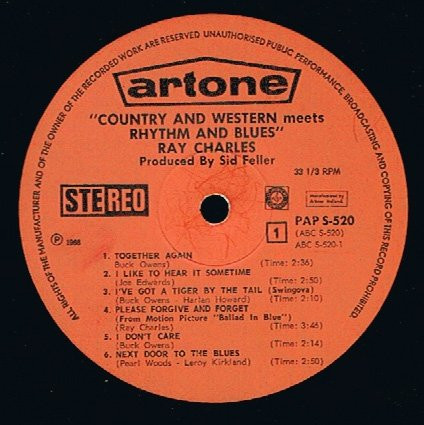 ALL RIGHTS OF THE MANUFACTURER AND OF THE OWNER OF THE RECORDED WORK ARE RESERVED UNAUTHORISED PUBLIC PERFORMANCE, BROADCASTING AND COPYING OF THIS RECORD PROHIBITED
artone
"COUNTRY AND WESTERN meets
RHYTHM AND BLUES"
RAY CHARLES
Produced By Sid Feller
33 1/3 RPM
STEREO
Manufactured by
Artone Holland
PAP S-520
(ABC S-520)
ABC S-520-1
1
P 1966
1. TOGETHER AGAIN
Buck Owens) (Time: 2:36)
2. I LIKE TO HEAR IT SOMETIME
(Joe Edwards) (Time: 2:50)
3. I'VE GOT A TIGER BY THE TAIL (Swingova)
(Buck Owens - Harlan Howard) (Time: 2:10)
4. PLEASE FORGIVE AND FORGET
(From Motion Picture "Ballad In Blue")
(Ray Charles) (Time: 3:45)
5. I DON'T CARE
(Buck Owens) (Time: 2:14)
6. NEXT DOOR TO THE BLUES
(Pearl Woods - Leroy Kirkland) (Time: 2:50)